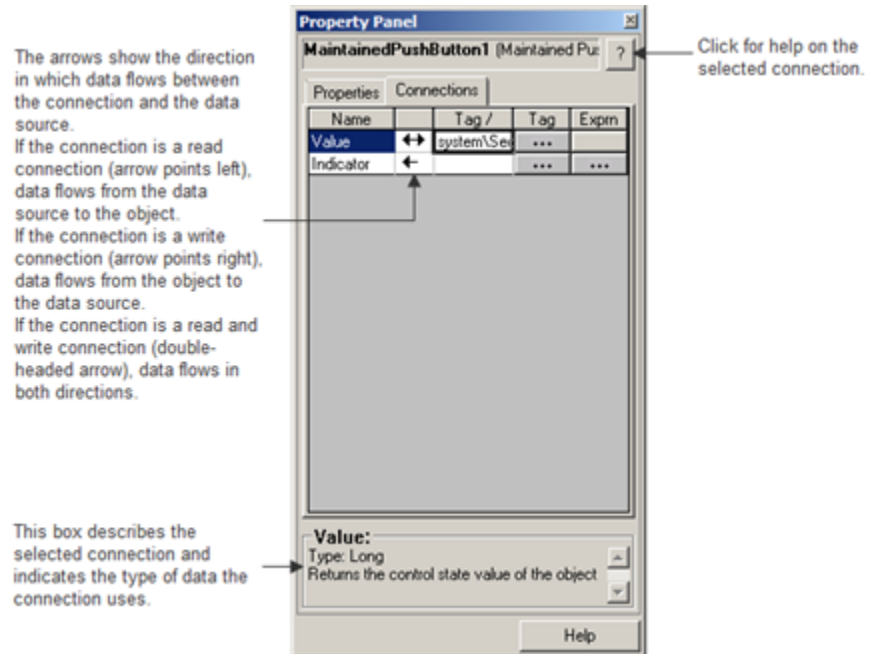 Property Panel
MaintainedPushButton1 (Maintained Pu
?
Click for help on the
selected connection.
The arrows show the direction
in which data flows between
the connection and the data
source.
If the connection is a read
connection (arrow points left),
data flows from the data
source to the object.
If the connection is a write
connection (arrow points right),
data flows from the object to
the data source.
If the connection is a read and
write connection (double-
headed arrow), data flows in
both directions.
Properties Connections
Name Tag / Tag Exprn
Value ↔ system\Sec ... 
Indicator ← ... ...
This box describes the
selected connection and
indicates the type of data the
connection uses.
Value:
Type: Long
Returns the control state value of the object
Help